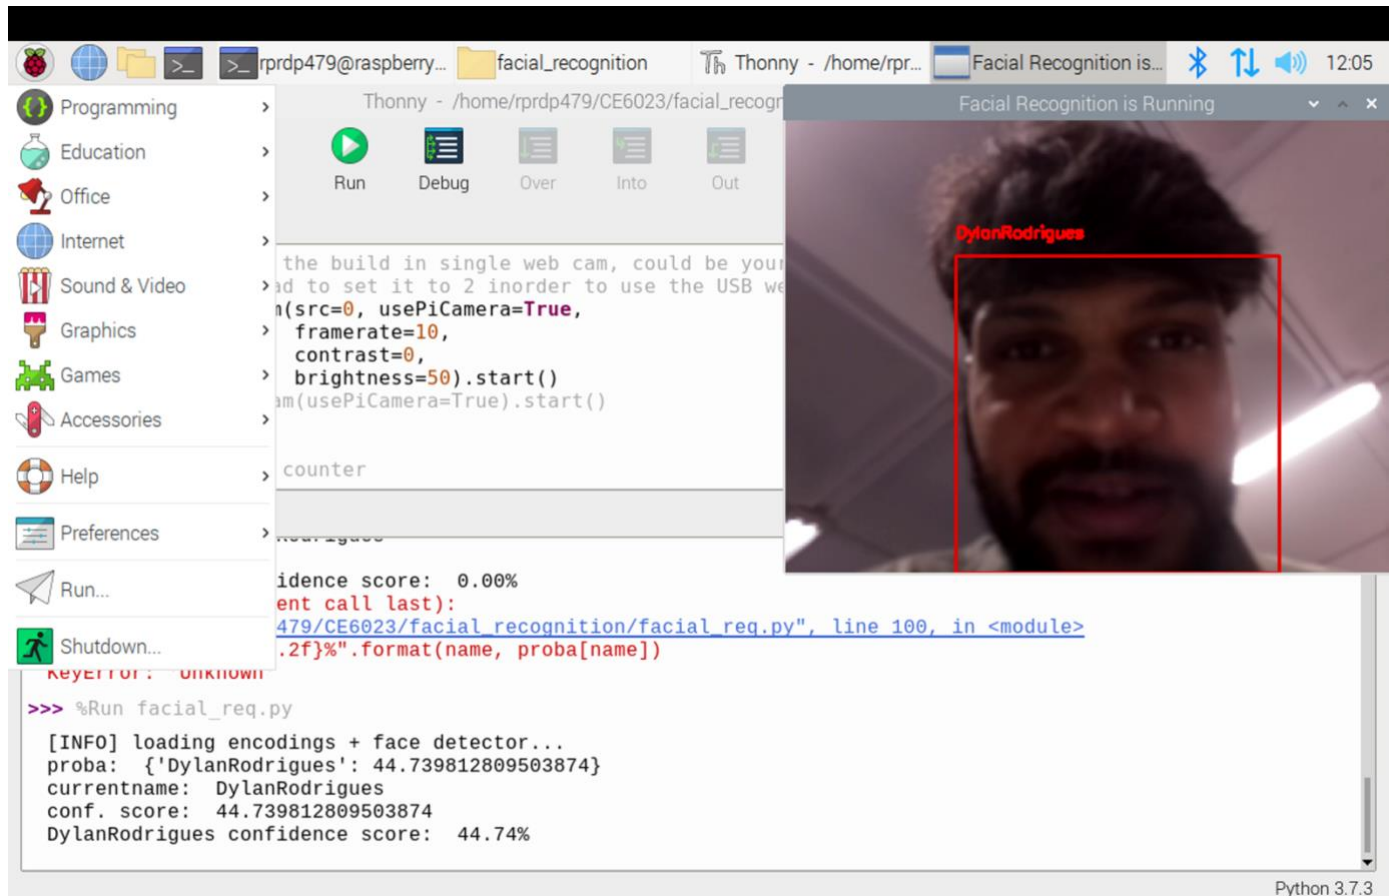 rprdp479@raspberry... facial_recognition Thonny - /home/rpr... Facial Recognition is... 12:05
Programming
Education
Office
Internet
Sound & Video
Graphics
Games
Accessories
Help
Preferences
Run...
Shutdown...
Thonny - /home/rprdp479/CE6023/facial_recogr
Run Debug Over Into Out
the build in single web cam, could be your
to set it to 2 inorder to use the USB
(src=0, usePiCamera=True,
framerate=10,
contrast=0,
brightness=50).start()
am(usePiCamera=True).start()
counter
Facial Recognition is Running
DylanRodrigues
idence score: 0.00%
ent call last):
479/CE6023/facial_recognition/facial_req.py", line 100, in <module>
.2f}%".format(name, proba[name])
KeyError: 'Unknown'
>>> %Run facial_req.py
[INFO] loading encodings + face detector...
proba: {'DylanRodrigues': 44.739812809503874}
currentname: DylanRodrigues
conf. score: 44.739812809503874
DylanRodrigues confidence score: 44.74%
Python 3.7.3